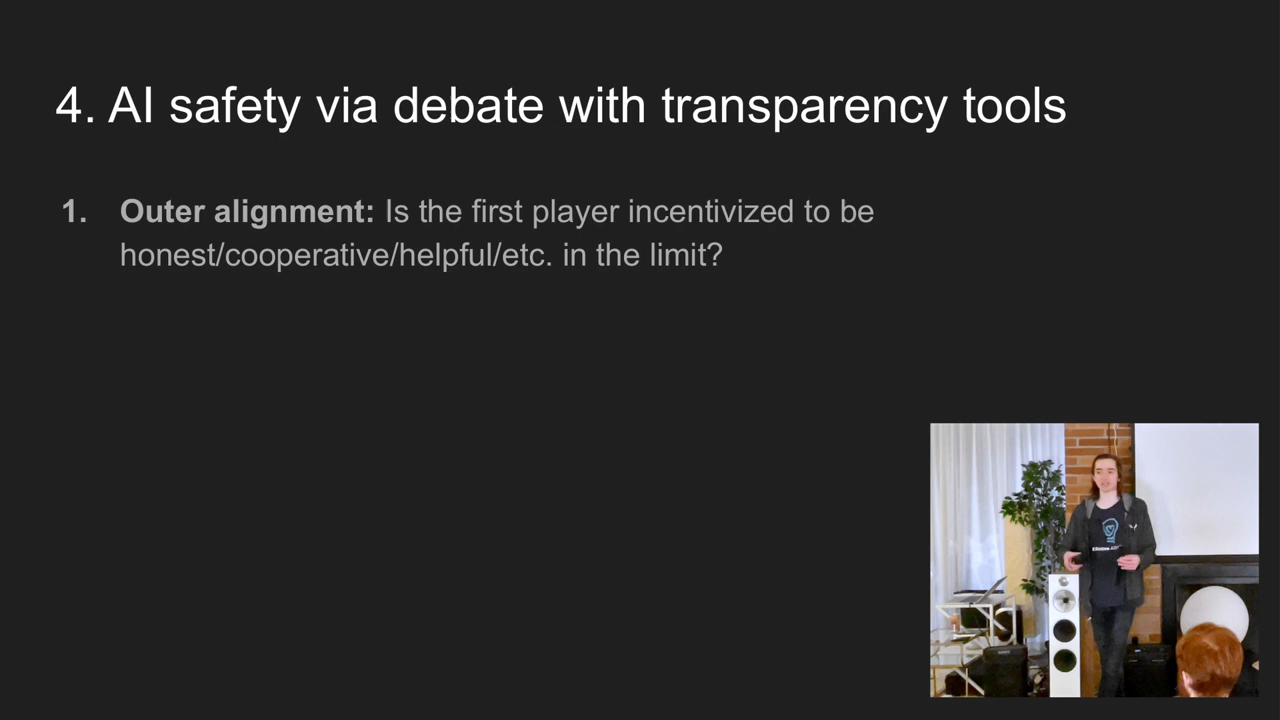 4. AI safety via debate with transparency tools
1. Outer alignment: Is the first player incentivized to be
honest/cooperative/helpful/etc. in the limit?